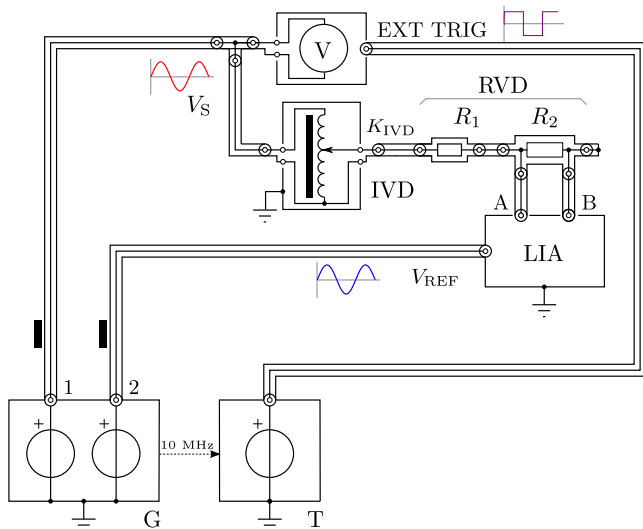 V EXT TRIG
V_S
RVD
K_IVD R_1 R_2
IVD
A B
LIA
V_REF
1 2
+ + 10 MHz +
G T